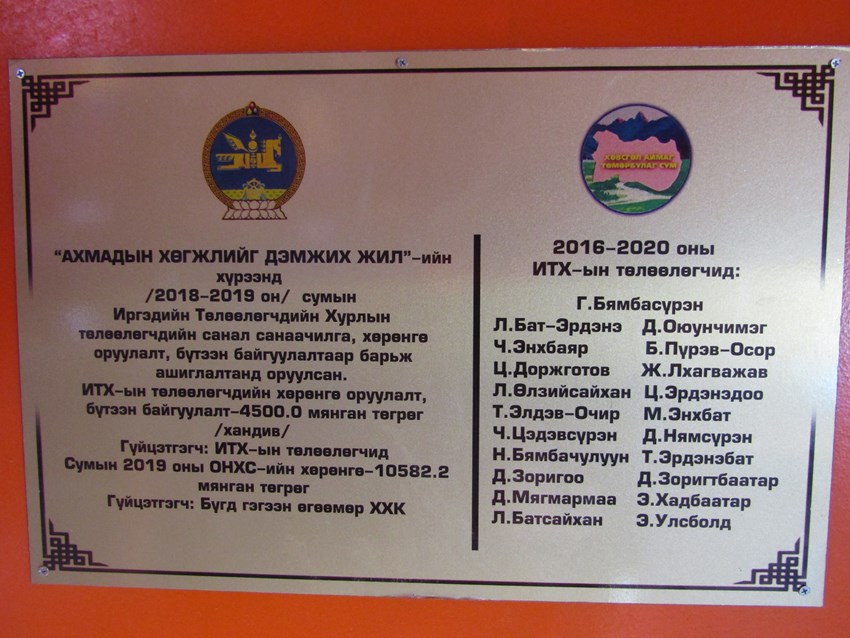 "АХМАДЫН ХӨГЖЛИЙГ ДЭМЖИХ ЖИЛ"-ийн
хүрээнд
/2018-2019 он/ сумын
Иргэдийн Төлөөлөгчдийн Хурлын
төлөөлөгчдийн санал санаачилга, хөрөнгө
оруулалт, бүтээн байгуулалтаар барьж
ашиглалтанд оруулсан.
ИТХ-ын төлөөлөгчдийн хөрөнгө оруулалт,
бүтээн байгуулалт-4500.0 мянган төгрөг
/хандив/
Гүйцэтгэгч: ИТХ-ын төлөөлөгчид
Сумын 2019 оны ОНХС-ийн хөрөнгө-10582.2
мянган төгрөг
Гүйцэтгэгч: Бүгд гэгээн өгөөмөр ХХК
ХӨВСГӨЛ АЙМАГ
ТӨМӨРБУЛАГ СУМ
2016-2020 оны
ИТХ-ын төлөөлөгчид:
Г.Бямбасүрэн
Л.Бат-Эрдэнэ Д.Оюунчимэг
Ч.Энхбаяр Б.Пүрэв-Осор
Ц.Доржготов Ж.Лхагважав
Л.Өлзийсайхан Ц.Эрдэнэдоо
Т.Элдэв-Очир М.Энхбат
Ч.Цэдэвсүрэн Д.Нямсүрэн
Н.Бямбачулуун Т.Эрдэнэбат
Д.Зоригоо Д.Зоригтбаатар
Д.Мягмармаа Э.Хадбаатар
Л.Батсайхан Э.Улсболд